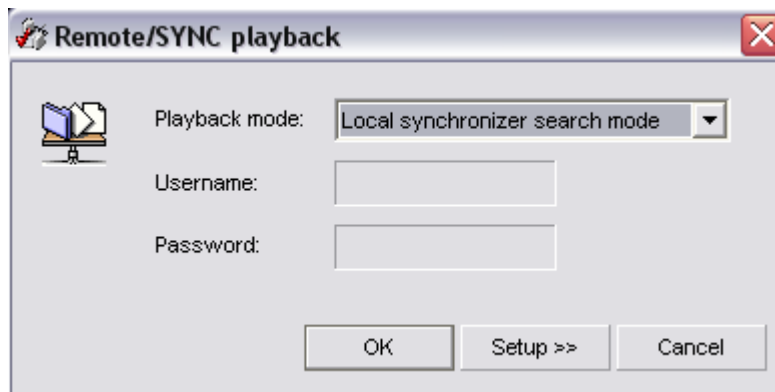 Remote/SYNC playback
Playback mode: Local synchronizer search mode
Username:
Password:
OK Setup >> Cancel